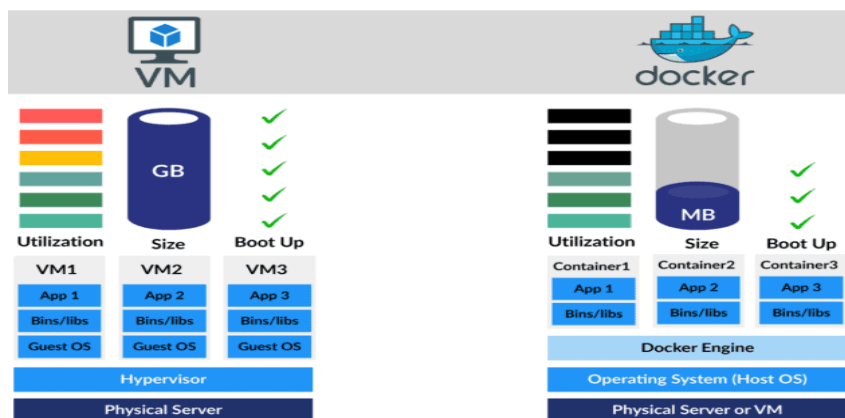 VM
GB
Utilization
Size
Boot Up
VM1
VM2
VM3
App 1
App 2
App 3
Bins/libs
Bins/libs
Bins/libs
Guest OS
Guest OS
Guest OS
Hypervisor
Physical Server
docker
MB
Utilization
Size
Boot Up
Container1
Container2
Container3
App 1
App 2
App 3
Bins/libs
Bins/libs
Bins/libs
Docker Engine
Operating System (Host OS)
Physical Server or VM